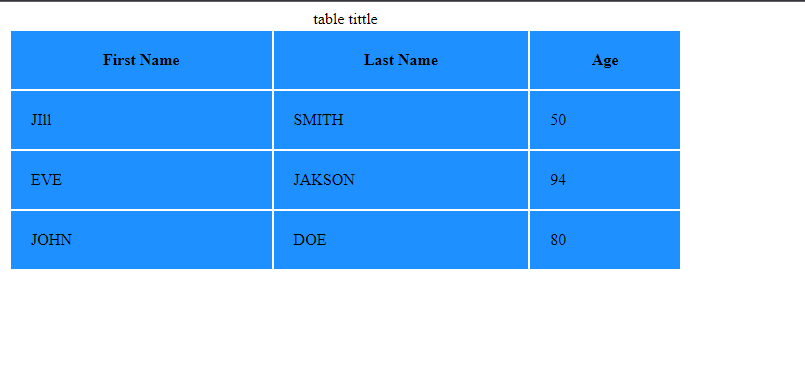 table tittle
First Name Last Name Age
JIll SMITH 50
EVE JAKSON 94
JOHN DOE 80